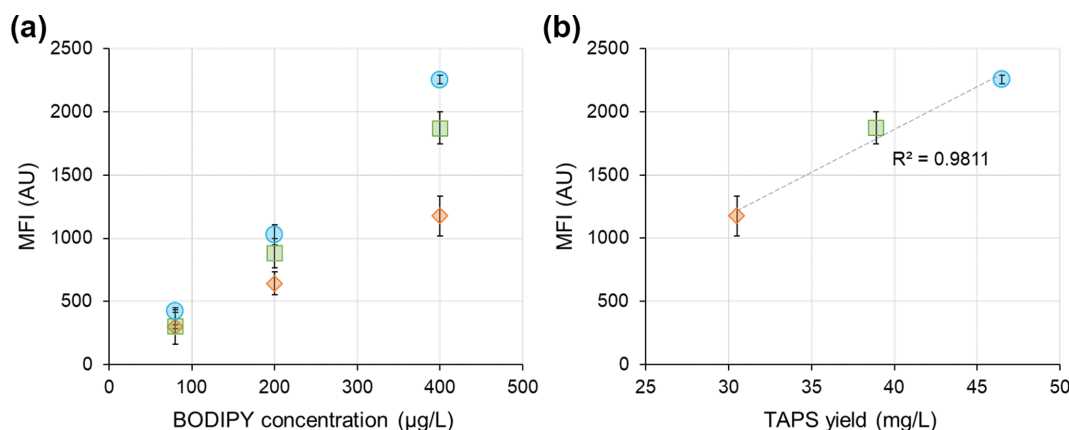 (a)
MFI (AU)
2500
2000
1500
1000
500
0
0 100 200 300 400 500
BODIPY concentration (µg/L)
(b)
MFI (AU)
2500
2000
1500
1000
500
0
R² = 0.9811
25 30 35 40 45 50
TAPS yield (mg/L)